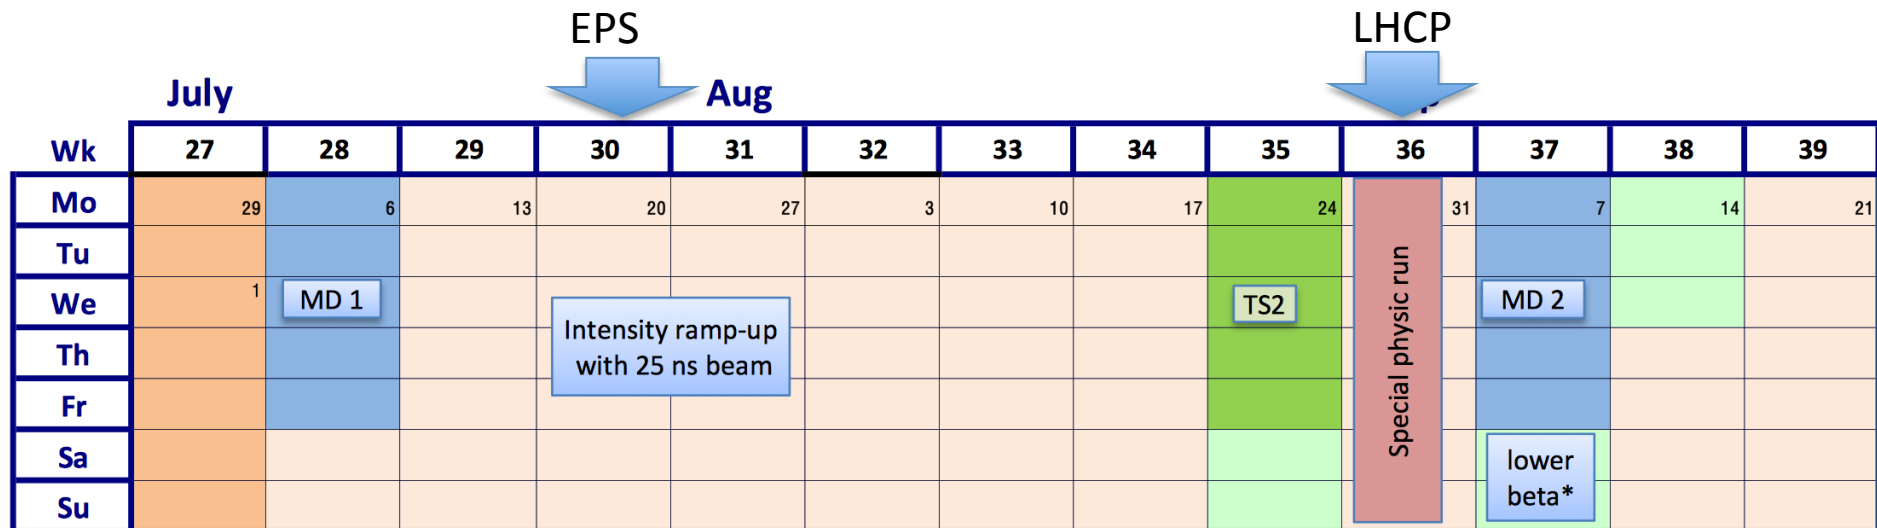 EPS LHCP
July Aug
Wk 27 28 29 30 31 32 33 34 35 36 37 38 39
Mo 29 6 13 20 27 3 10 17 24 31 7 14 21
Tu
We 1 MD 1 TS2 MD 2
Intensity ramp-up
with 25 ns beam
Special physic run
Th
Fr
Sa
lower
beta*
Su